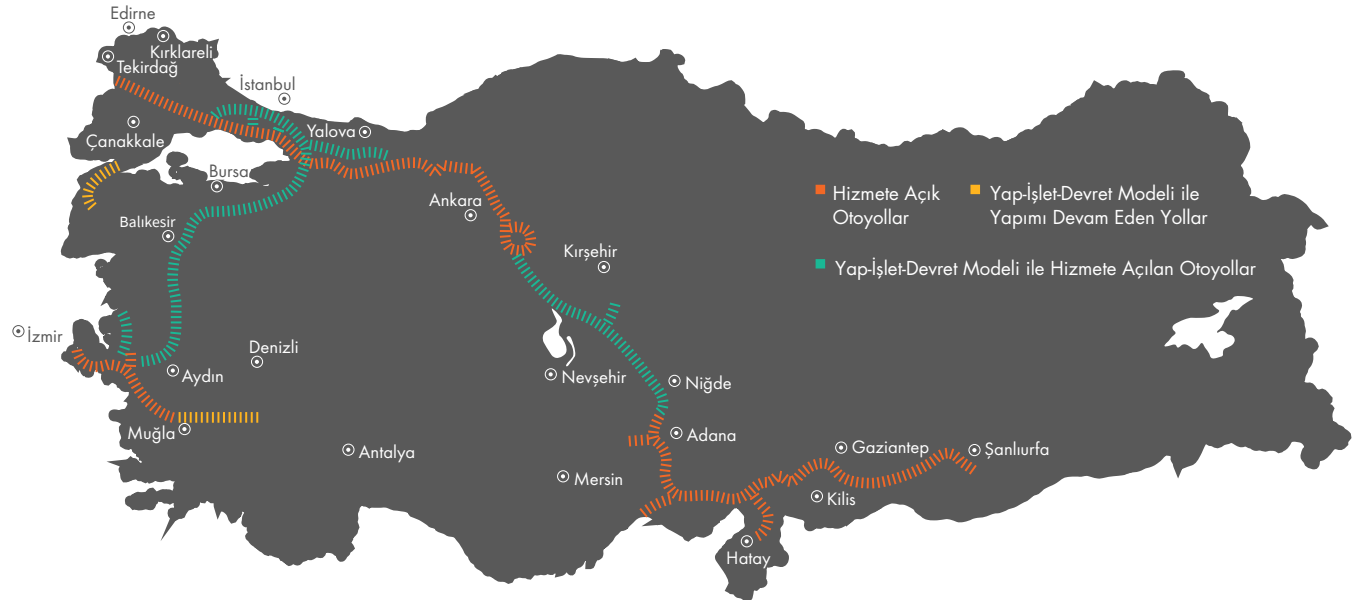 Edirne
Kırklareli
Tekirdağ
İstanbul
Çanakkale
Yalova
Bursa
Ankara
Balıkesir
Kırşehir
Hizmete Açık
Otoyollar
Yap-İşlet-Devret Modeli ile
Yapımı Devam Eden Yollar
Yap-İşlet-Devret Modeli ile Hizmete Açılan Otoyollar
İzmir
Denizli
Aydın
Nevşehir
Niğde
Muğla
Antalya
Adana
Gaziantep
Şanlıurfa
Mersin
Kilis
Hatay